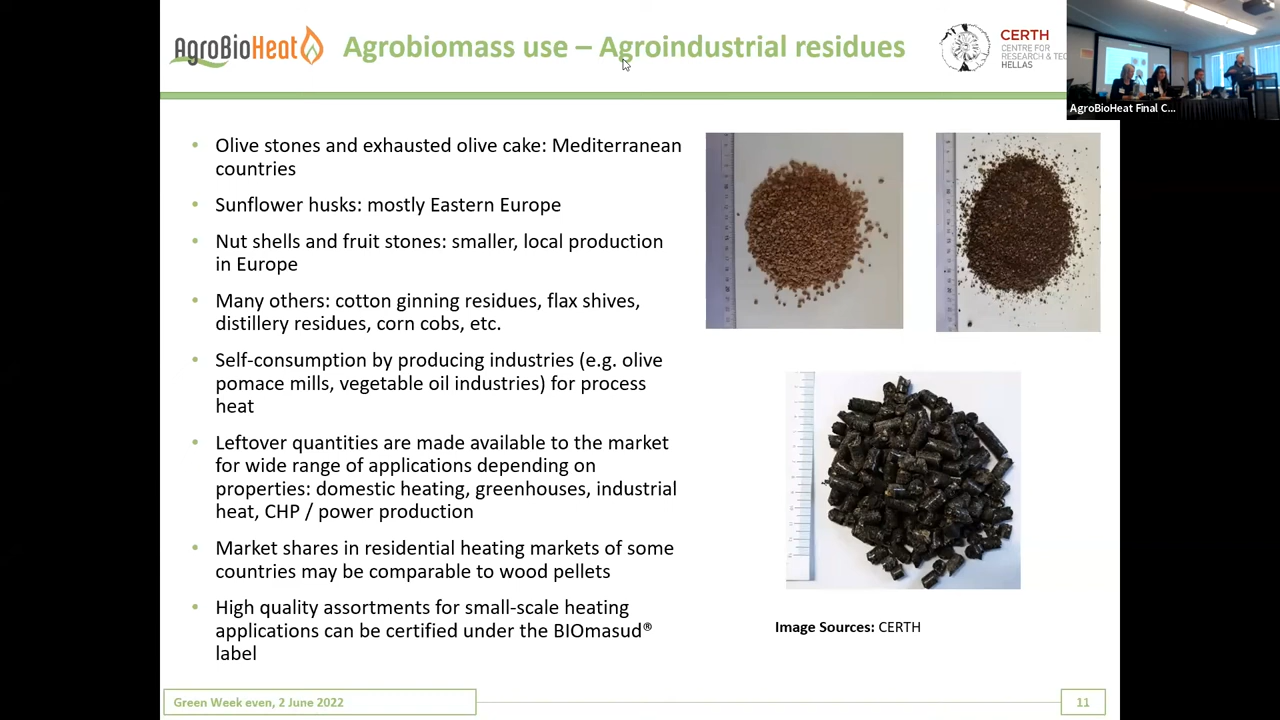 AgroBioHeat
Agrobiomass use – Agroindustrial residues
CERTH
CENTRE FOR
RESEARCH & TEC
HELLAS
AgroBioHeat Final C...
• Olive stones and exhausted olive cake: Mediterranean
countries
• Sunflower husks: mostly Eastern Europe
• Nut shells and fruit stones: smaller, local production
in Europe
• Many others: cotton ginning residues, flax shives,
distillery residues, corn cobs, etc.
• Self-consumption by producing industries (e.g. olive
pomace mills, vegetable oil industries) for process
heat
• Leftover quantities are made available to the market
for wide range of applications depending on
properties: domestic heating, greenhouses, industrial
heat, CHP / power production
• Market shares in residential heating markets of some
countries may be comparable to wood pellets
• High quality assortments for small-scale heating
applications can be certified under the BIOmasud®
label
Image Sources: CERTH
Green Week even, 2 June 2022
11